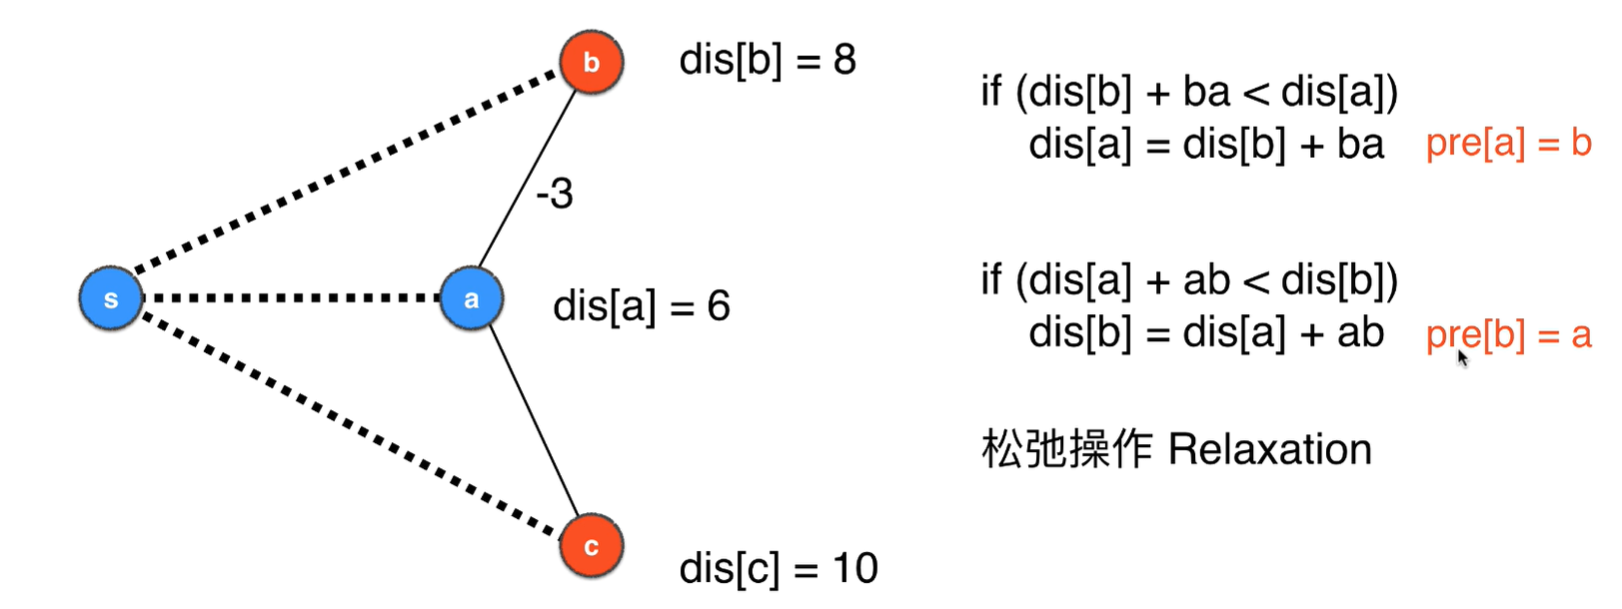 b
dis[b] = 8
-3
s
a
dis[a] = 6
c
dis[c] = 10
if (dis[b] + ba < dis[a])
dis[a] = dis[b] + ba
pre[a] = b
if (dis[a] + ab < dis[b])
dis[b] = dis[a] + ab
pre[b] = a
松弛操作 Relaxation